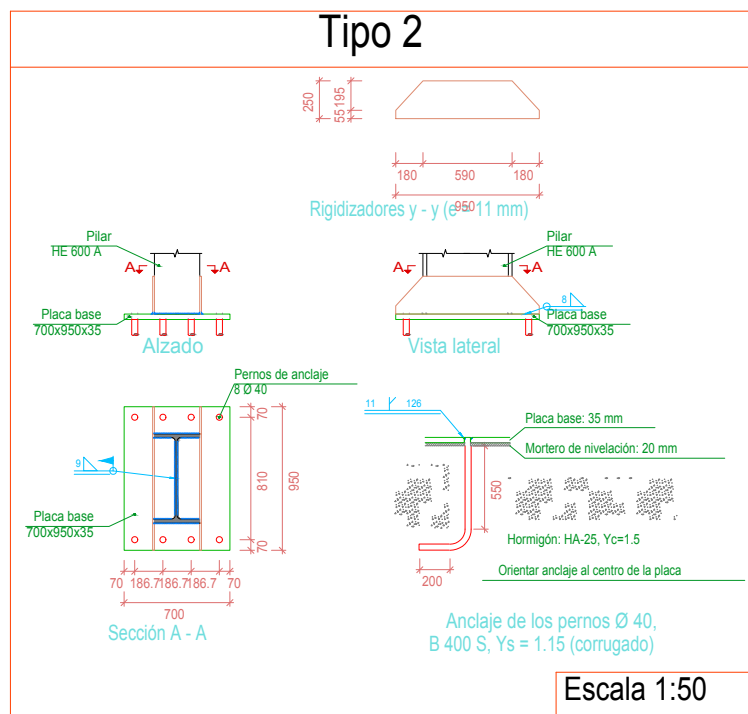 Tipo 2
250
195
55
180 590 180
950
Rigidizadores y - y (e = 11 mm)
Pilar
HE 600 A
A A
Placa base
700x950x35
Alzado
Pilar
HE 600 A
A A
8
Placa base
700x950x35
Vista lateral
Pernos de anclaje
8 Ø 40
9
Placa base
700x950x35
70
810
950
70
70 186.7 186.7 186.7 70
700
Sección A - A
11 126
Placa base: 35 mm
Mortero de nivelación: 20 mm
550
Hormigón: HA-25, Yc=1.5
200
Orientar anclaje al centro de la placa
Anclaje de los pernos Ø 40,
B 400 S, Ys = 1.15 (corrugado)
Escala 1:50